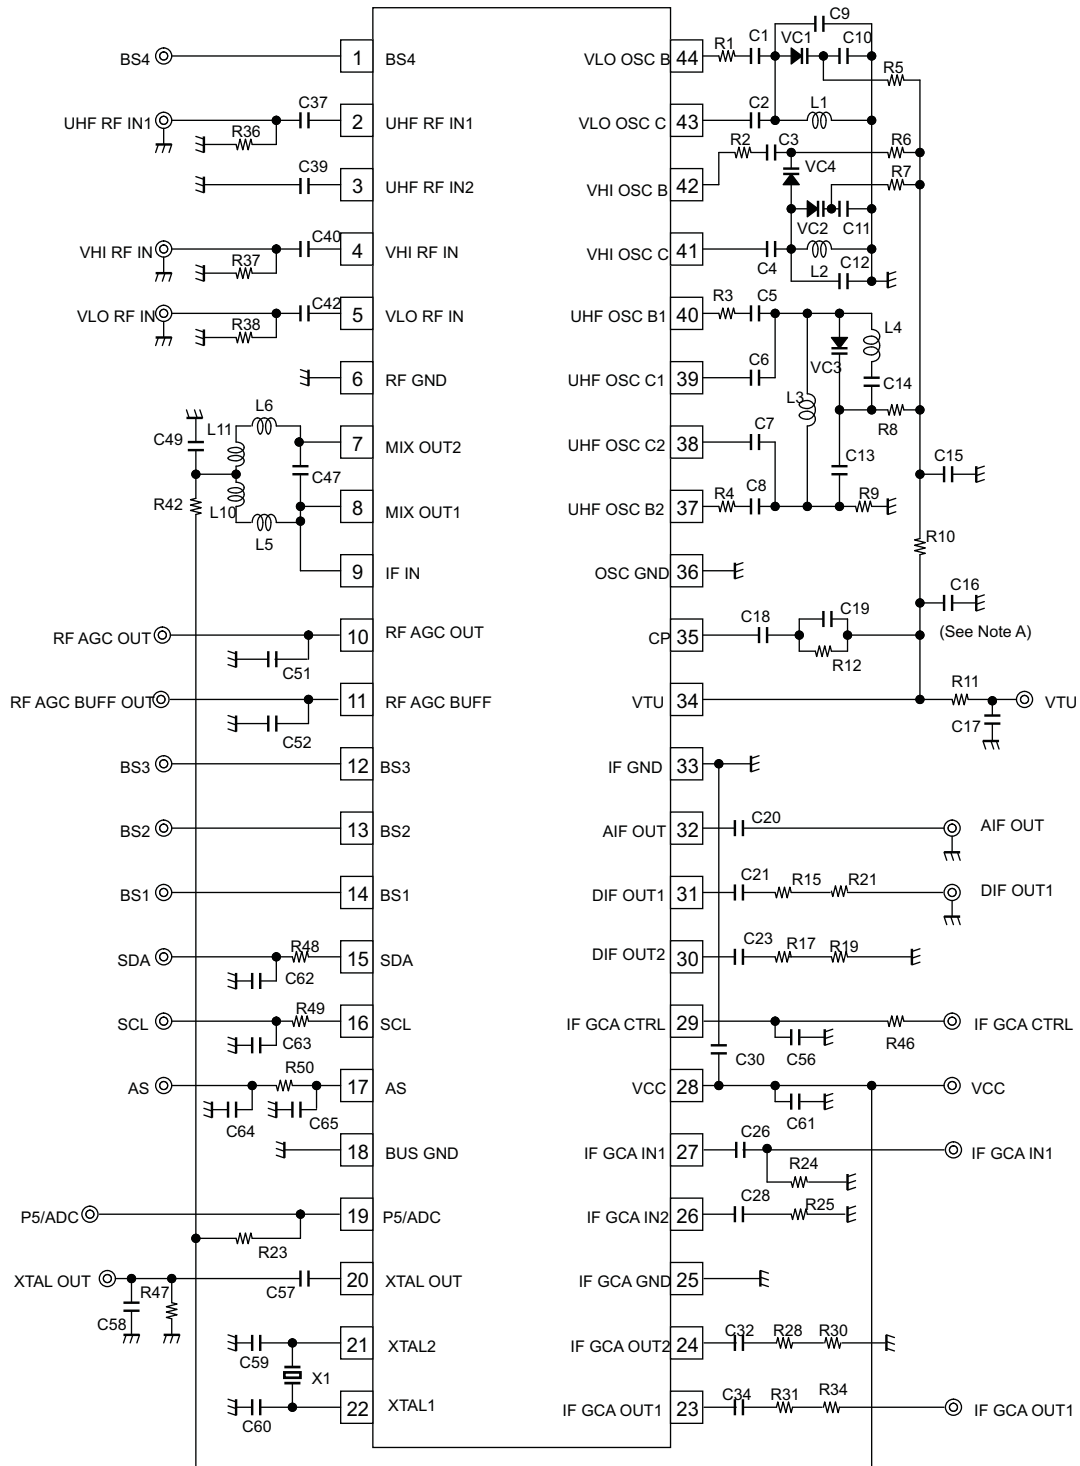 C9
R1 C1 VC1 C10
BS4 1 BS4 VLO OSC B 44
R5
C37 C2 L1
UHF RF IN1 2 UHF RF IN1 VLO OSC C 43
R36 R2 C3 R6
C39 VC4 R7
3 UHF RF IN2 VHI OSC B 42
C40 VC2 C11
VHI RF IN 4 VHI RF IN VHI OSC C 41
R37 C4 L2 C12
C42 R3 C5
VLO RF IN 5 VLO RF IN UHF OSC B1 40
R38 L4
VC3
C6
6 RF GND UHF OSC C1 39
C14
L6 L3
L11 C7 R8
C49 7 MIX OUT2 UHF OSC C2 38
C47 C13 C15
R42 L10 C8
8 MIX OUT1 UHF OSC B2 37 R4 R9
L5
R10
9 IF IN OSC GND 36
C16
C18 C19 (See Note A)
RF AGC OUT 10 RF AGC OUT CP 35
C51 R12
R11
RF AGC BUFF OUT 11 RF AGC BUFF VTU 34 VTU
C52 C17
BS3 12 BS3 IF GND 33
C20
BS2 13 BS2 AIF OUT 32 AIF OUT
C21 R15 R21
BS1 14 BS1 DIF OUT1 31 DIF OUT1
R48 C23 R17 R19
SDA 15 SDA DIF OUT2 30
C62
R49
SCL 16 SCL IF GCA CTRL 29 IF GCA CTRL
C63 C56 R46
R50 C30
AS 17 AS VCC 28 VCC
C64 C65 C61
C26
18 BUS GND IF GCA IN1 27 IF GCA IN1
R24
C28 R25
P5/ADC 19 P5/ADC IF GCA IN2 26
R23
XTAL OUT 20 XTAL OUT IF GCA GND 25
R47 C57
C58
C32 R28 R30
21 XTAL2 IF GCA OUT2 24
C59
X1
C34 R31 R34
22 XTAL1 IF GCA OUT1 23 IF GCA OUT1
C60